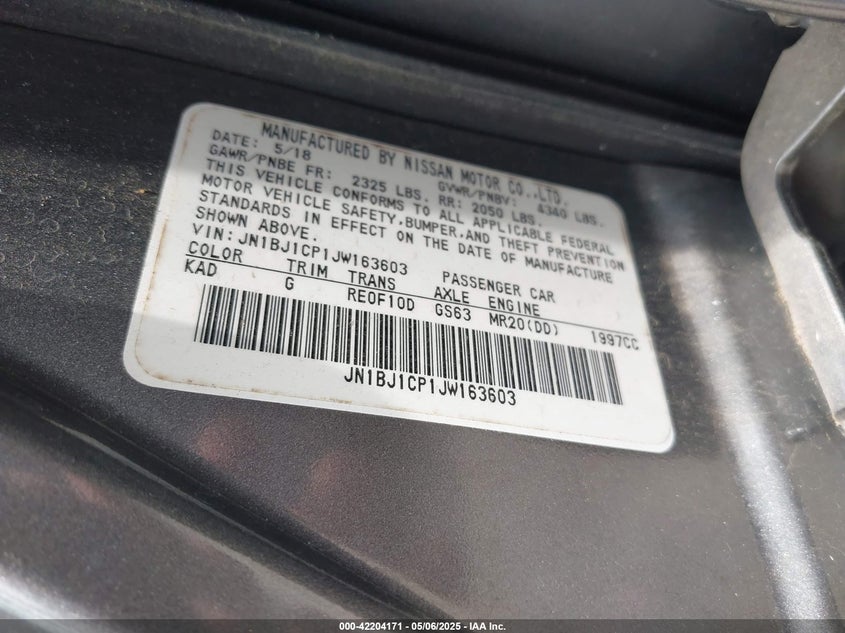 MANUFACTURED BY NISSAN MOTOR CO.,LTD.
DATE: 5/18 GVWR/PNBV: 4340 LBS.
GAWR/PNBE FR: 2325 LBS. RR: 2050 LBS.
THIS VEHICLE CONFORMS TO ALL APPLICABLE FEDERAL
MOTOR VEHICLE SAFETY,BUMPER,AND THEFT PREVENTION
STANDARDS IN EFFECT ON THE DATE OF MANUFACTURE
SHOWN ABOVE.
VIN:JN1BJ1CP1JW163603 PASSENGER CAR
COLOR TRIM TRANS AXLE ENGINE
KAD G RE0F10D GS63 MR20(DD) 1997CC
JN1BJ1CP1JW163603
000-42204171 - 05/06/2025 - IAA Inc.